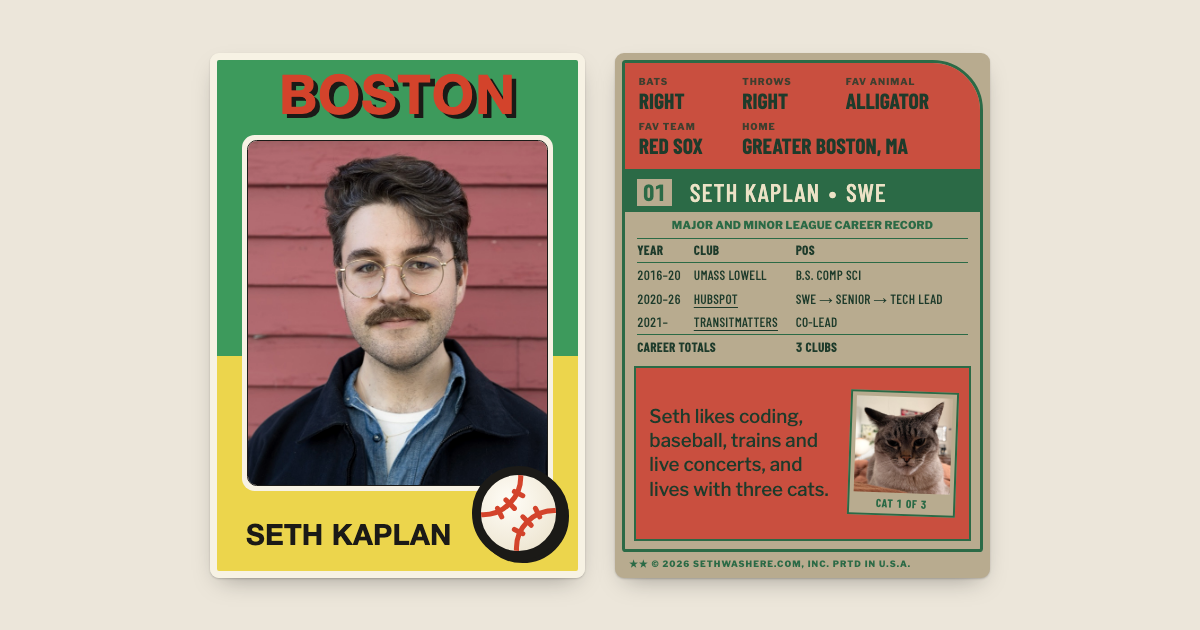 BOSTON
SETH KAPLAN
BATS THROWS FAV ANIMAL
RIGHT RIGHT ALLIGATOR
FAV TEAM HOME
RED SOX GREATER BOSTON, MA
01 SETH KAPLAN • SWE
MAJOR AND MINOR LEAGUE CAREER RECORD
YEAR CLUB POS
2016–20 UMASS LOWELL B.S. COMP SCI
2020–26 HUBSPOT SWE → SENIOR → TECH LEAD
2021– TRANSITMATTERS CO-LEAD
CAREER TOTALS 3 CLUBS
Seth likes coding,
baseball, trains and
live concerts, and
lives with three cats.
CAT 1 OF 3
★★ © 2026 SETHWASHERE.COM, INC. PRTD IN U.S.A.